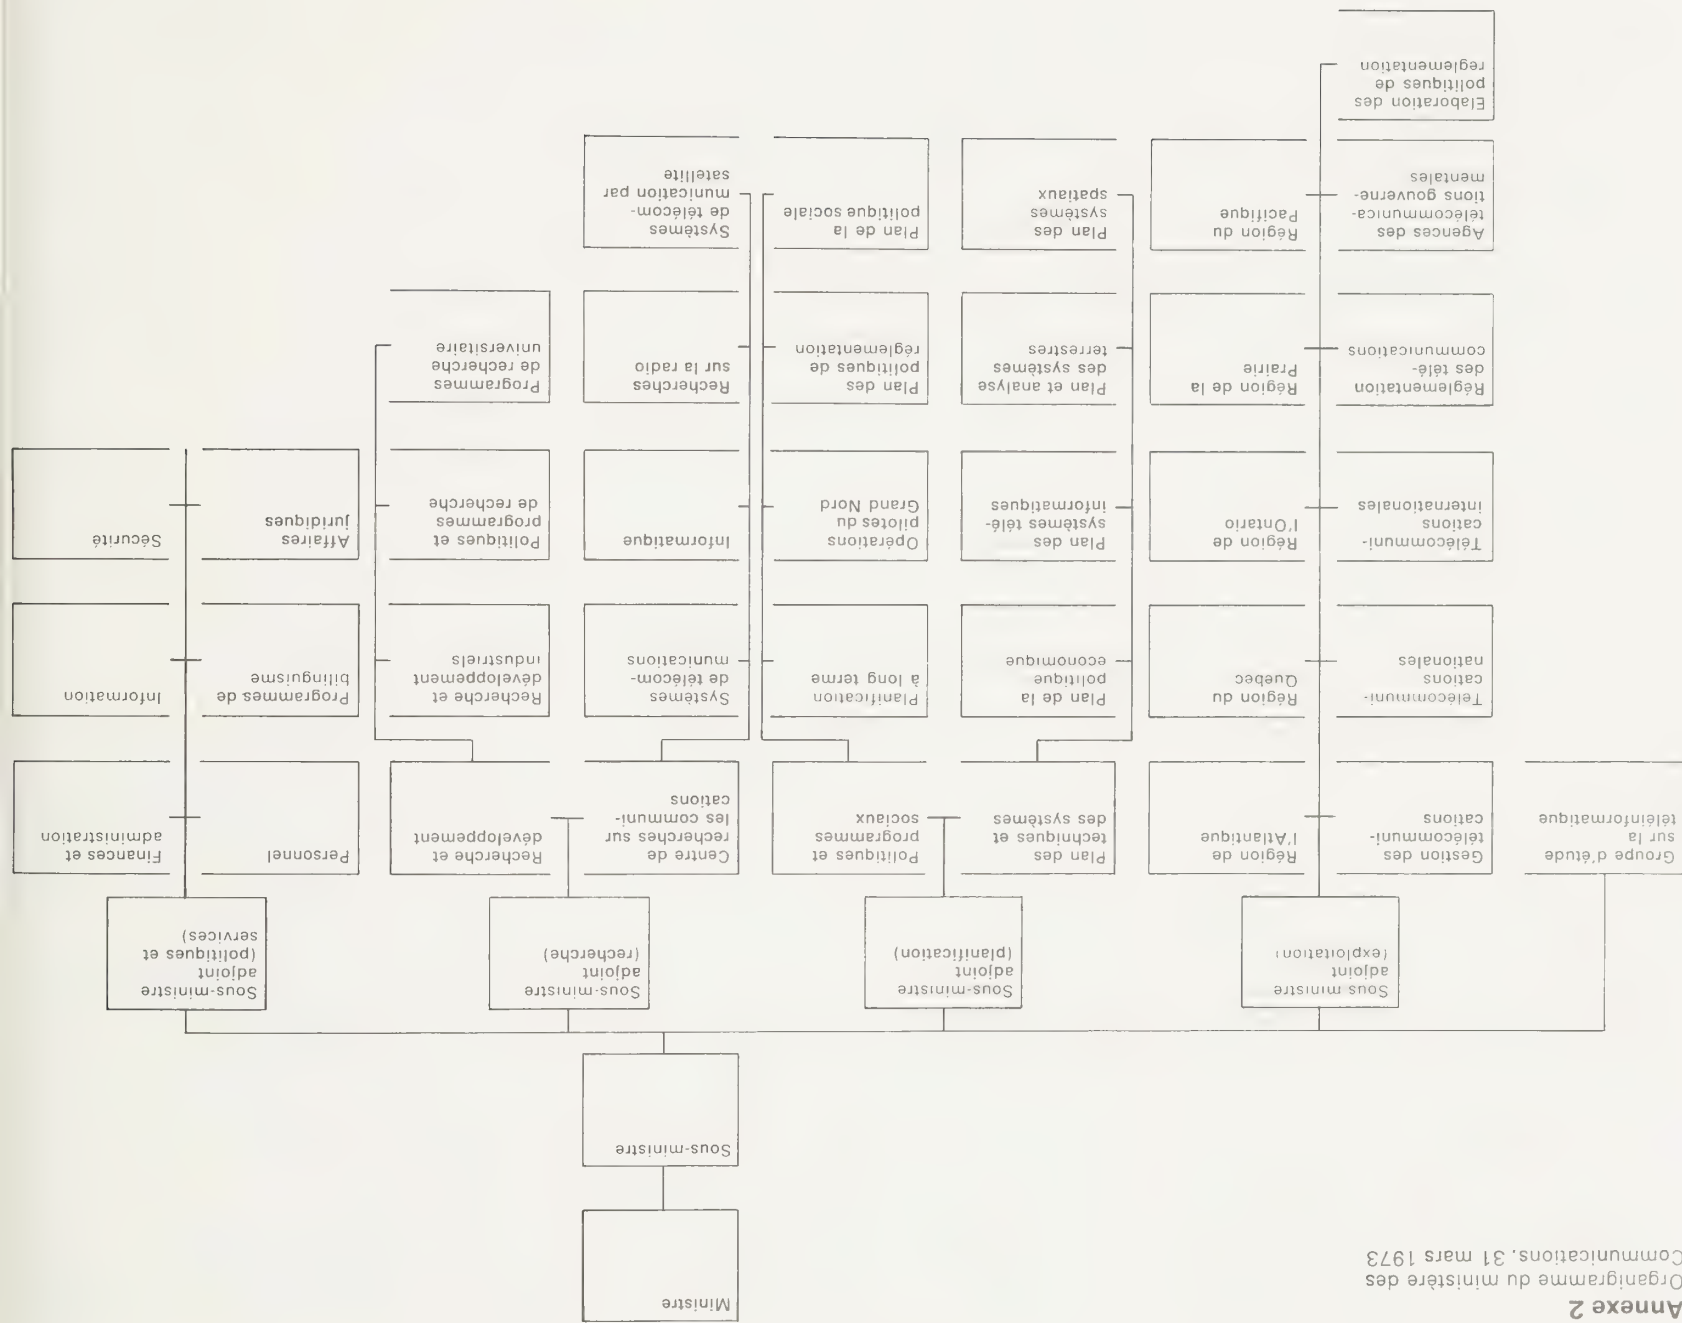 Annexe 2
Organigramme du ministère des
Communications, 31 mars 1973
Ministre
Sous-ministre
Sous ministre
adjoint
(exploitation)
Sous-ministre
adjoint
(planification)
Sous-ministre
adjoint
(recherche)
Sous-ministre
adjoint
(politiques et
services)
Groupe d'étude
sur la
téléinformatique
Gestion des
télécommuni-
cations
Région de
l'Atlantique
Plan des
techniques et
des systèmes
Politiques et
programmes
sociaux
Centre de
recherches sur
les communi-
cations
Recherche et
développement
Personnel
Finances et
administration
Telécommuni-
cations
nationales
Région du
Quebec
Plan de la
politique
economique
Planification
à long terme
Systèmes
de télécom-
munications
Recherche et
développement
industriels
Programmes de
bilinguisme
Information
Télécommuni-
cations
internationales
Région de
l'Ontario
Plan des
systèmes télé-
informatiques
Opérations
pilotes du
Grand Nord
Informatique
Politiques et
programmes
de recherche
Affaires
juridiques
Sécurité
Réglementation
des télé-
communications
Région de la
Prairie
Plan et analyse
des systèmes
terrestres
Plan des
politiques de
réglementation
Recherches
sur la radio
Programmes
de recherche
universitaire
Agences des
télécommunica-
tions gouverne-
mentales
Région du
Pacifique
Plan des
systèmes
spatiaux
Plan de la
politique sociale
Systèmes
de télécom-
munication par
satellite
Elaboration des
politiques de
reglementation